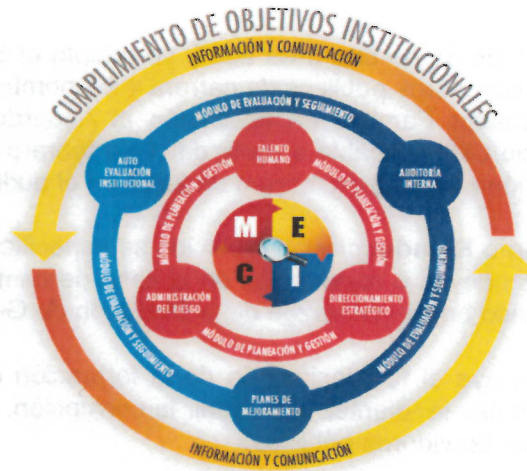 CUMPLIMIENTO DE OBJETIVOS INSTITUCIONALES
INFORMACIÓN Y COMUNICACIÓN
MÓDULO DE EVALUACIÓN Y SEGUIMIENTO
AUTO
EVALUACIÓN
INSTITUCIONAL
TALENTO
HUMANO
AUDITORÍA
INTERNA
MÓDULO DE PLANEACIÓN Y GESTIÓN
MÓDULO DE PLANEACIÓN Y GESTIÓN
M E
C I
ADMINISTRACIÓN
DEL RIESGO
DIRECCIONAMIENTO
ESTRATÉGICO
MÓDULO DE PLANEACIÓN Y GESTIÓN
MÓDULO DE EVALUACIÓN Y SEGUIMIENTO
MÓDULO DE EVALUACIÓN Y SEGUIMIENTO
PLANES DE
MEJORAMIENTO
INFORMACIÓN Y COMUNICACIÓN